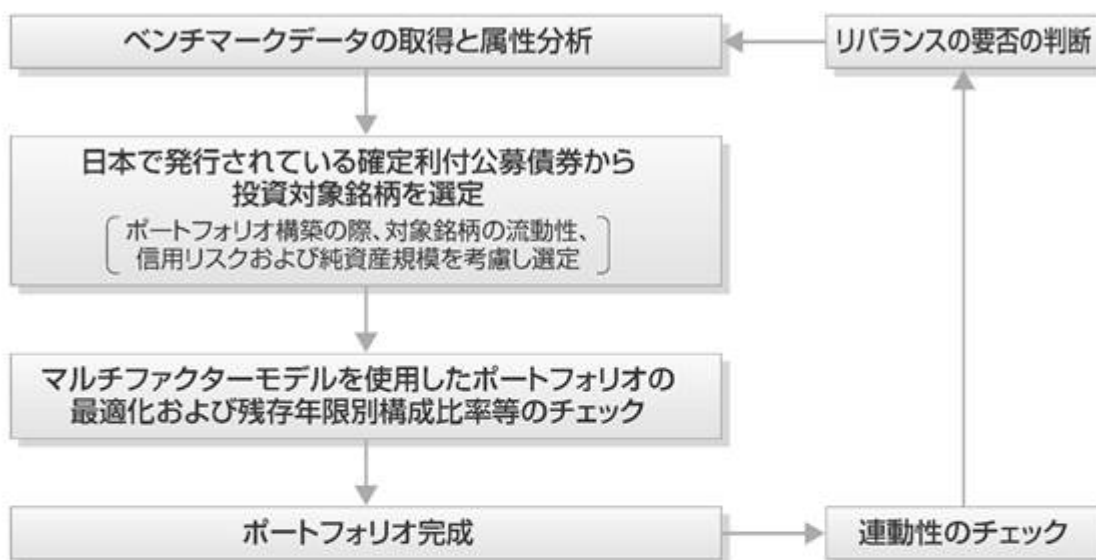 ベンチマークデータの取得と属性分析
リバランスの要否の判断
日本で発行されている確定利付公募債券から
投資対象銘柄を選定
ポートフォリオ構築の際、対象銘柄の流動性、
信用リスクおよび純資産規模を考慮し選定
マルチファクターモデルを使用したポートフォリオの
最適化および残存年限別構成比率等のチェック
ポートフォリオ完成
連動性のチェック